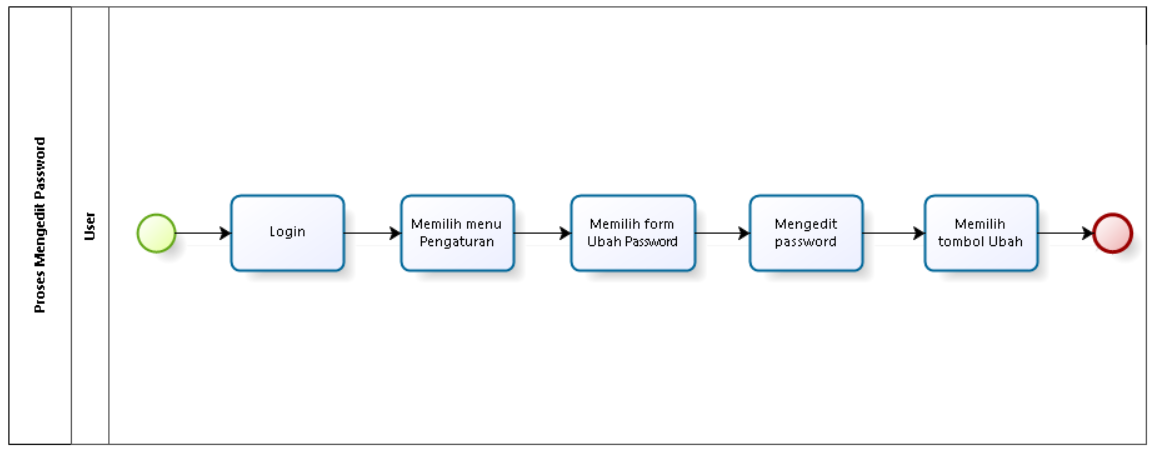 Proses Mengedit Password
User
Login
Memilih menu
Pengaturan
Memilih form
Ubah Password
Mengedit
password
Memilih
tombol Ubah